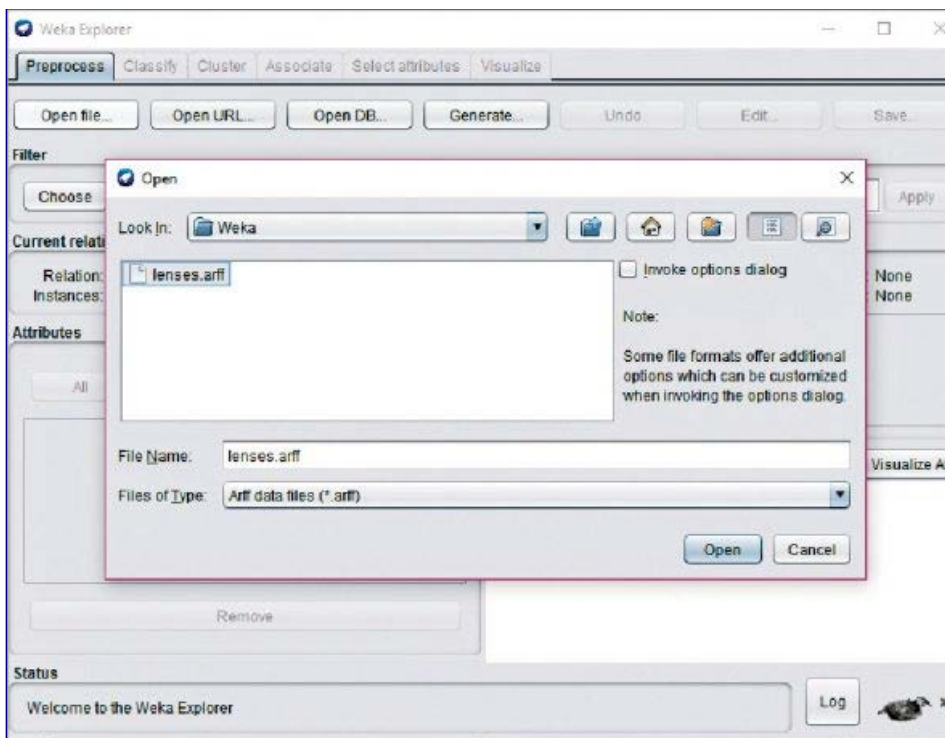 Weka Explorer
Preprocess Classify Cluster Associate Select attributes Visualize
Open file... Open URL... Open DB... Generate... Undo Edit... Save...
Filter
Choose Apply
Open
Look In: Weka
Current relati
lenses.arff
Invoke options dialog
Relation: : None
Instances: : None
Note:
Attributes
Some file formats offer additional
options which can be customized
when invoking the options dialog.
All
File Name: lenses.arff
Visualize A
Files of Type: Arff data files (*.arff)
Open Cancel
Remove
Status
Welcome to the Weka Explorer
Log x